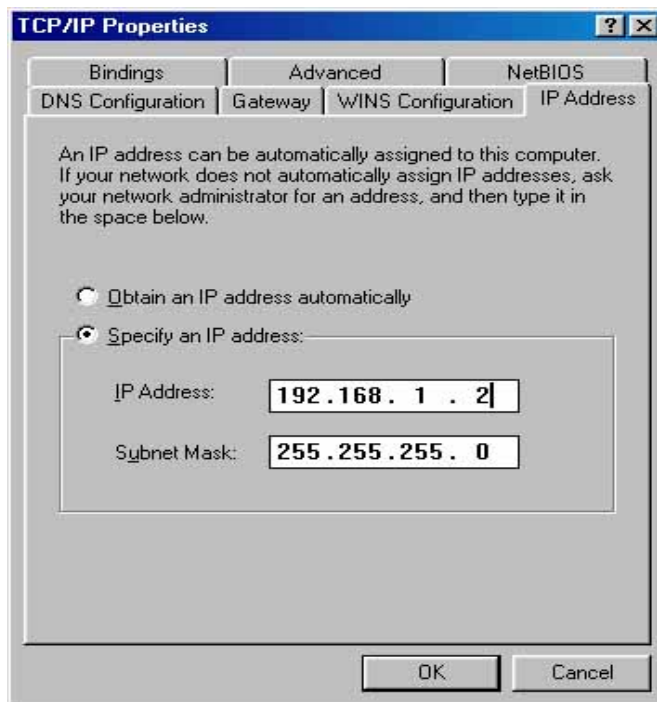 TCP/IP Properties
? ×
Bindings Advanced NetBIOS
DNS Configuration Gateway WINS Configuration IP Address
An IP address can be automatically assigned to this computer.
If your network does not automatically assign IP addresses, ask
your network administrator for an address, and then type it in
the space below.
Obtain an IP address automatically
Specify an IP address:
IP Address: 192.168. 1 . 2
Subnet Mask: 255.255.255. 0
OK Cancel